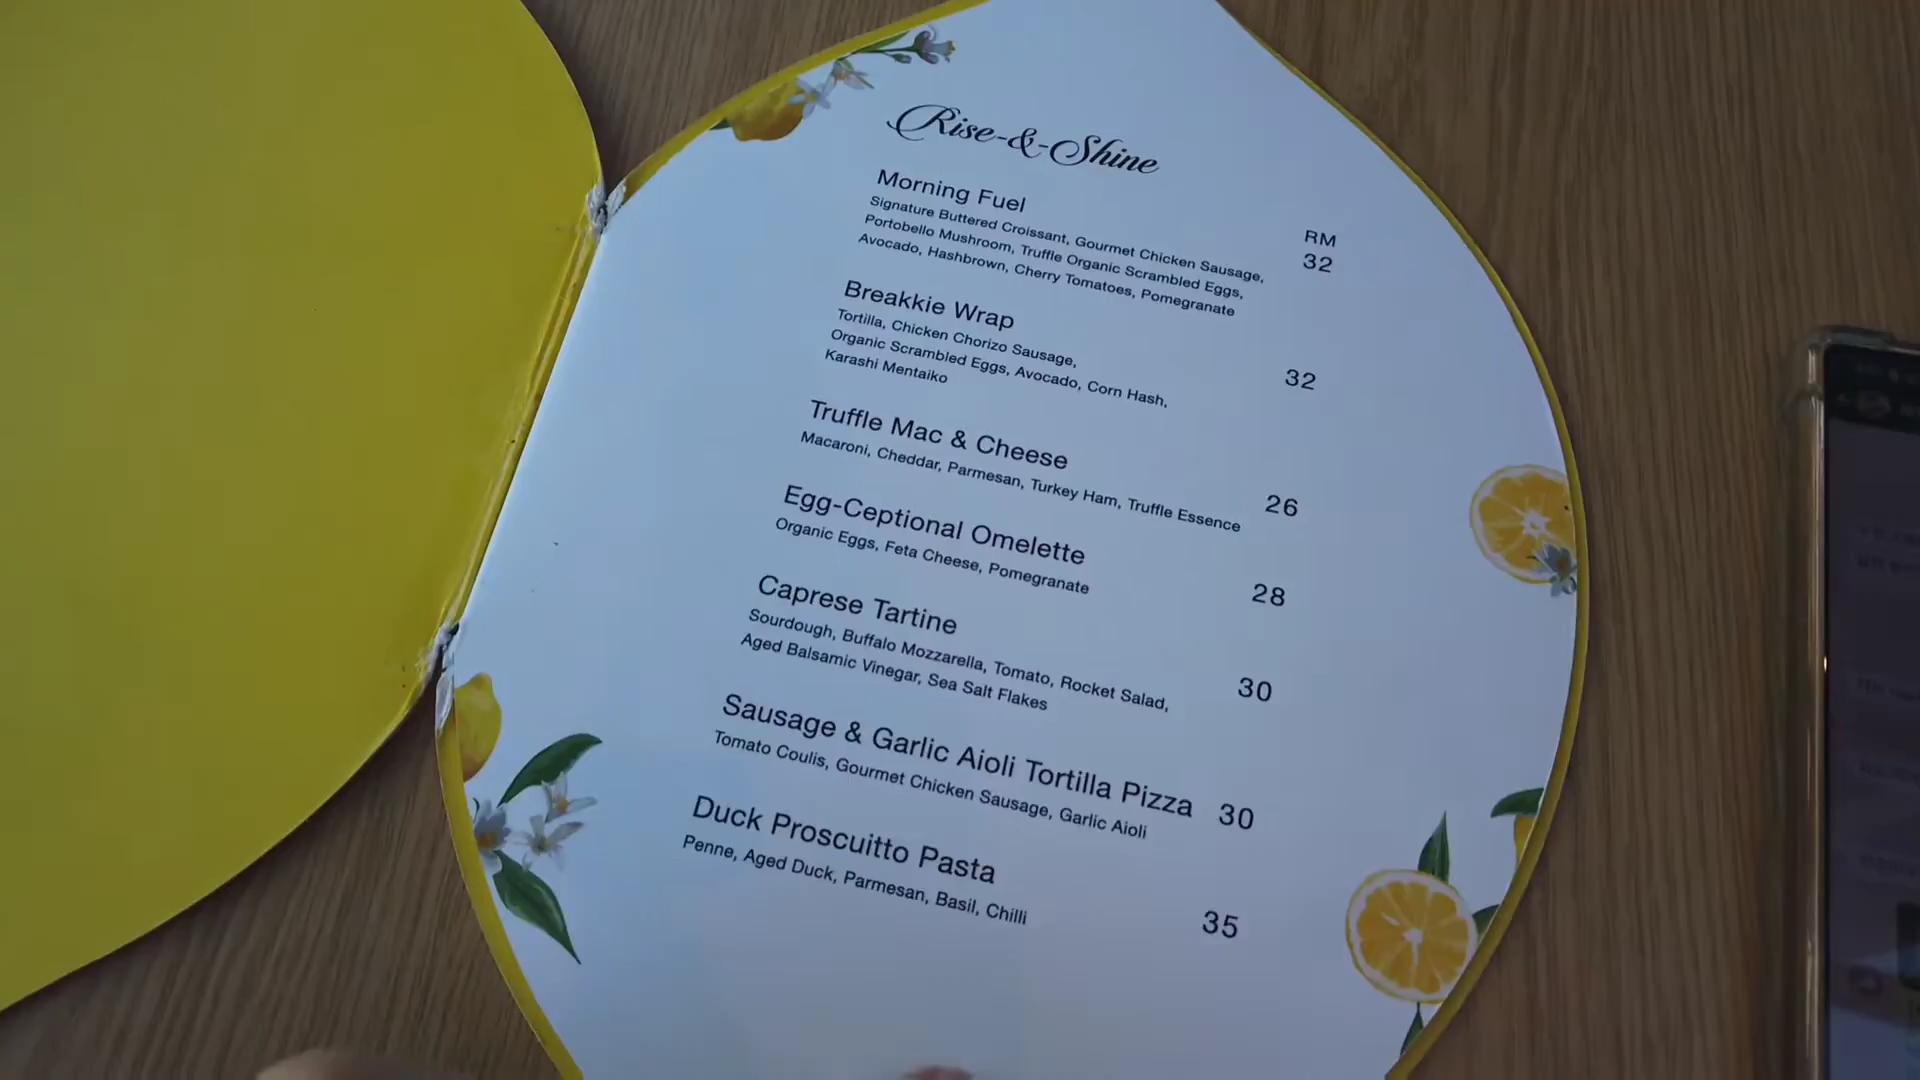 Rise-&-Shine
RM
Morning Fuel 32
Signature Buttered Croissant, Gourmet Chicken Sausage,
Portobello Mushroom, Truffle Organic Scrambled Eggs,
Avocado, Hashbrown, Cherry Tomatoes, Pomegranate
Breakkie Wrap 32
Tortilla, Chicken Chorizo Sausage,
Organic Scrambled Eggs, Avocado, Corn Hash,
Karashi Mentaiko
Truffle Mac & Cheese 26
Macaroni, Cheddar, Parmesan, Turkey Ham, Truffle Essence
Egg-Ceptional Omelette 28
Organic Eggs, Feta Cheese, Pomegranate
Caprese Tartine 30
Sourdough, Buffalo Mozzarella, Tomato, Rocket Salad,
Aged Balsamic Vinegar, Sea Salt Flakes
Sausage & Garlic Aioli Tortilla Pizza 30
Tomato Coulis, Gourmet Chicken Sausage, Garlic Aioli
Duck Proscuitto Pasta 35
Penne, Aged Duck, Parmesan, Basil, Chilli